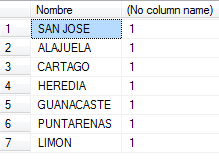 Nombre (No column name)
1 SAN JOSE 1
2 ALAJUELA 1
3 CARTAGO 1
4 HEREDIA 1
5 GUANACASTE 1
6 PUNTARENAS 1
7 LIMON 1